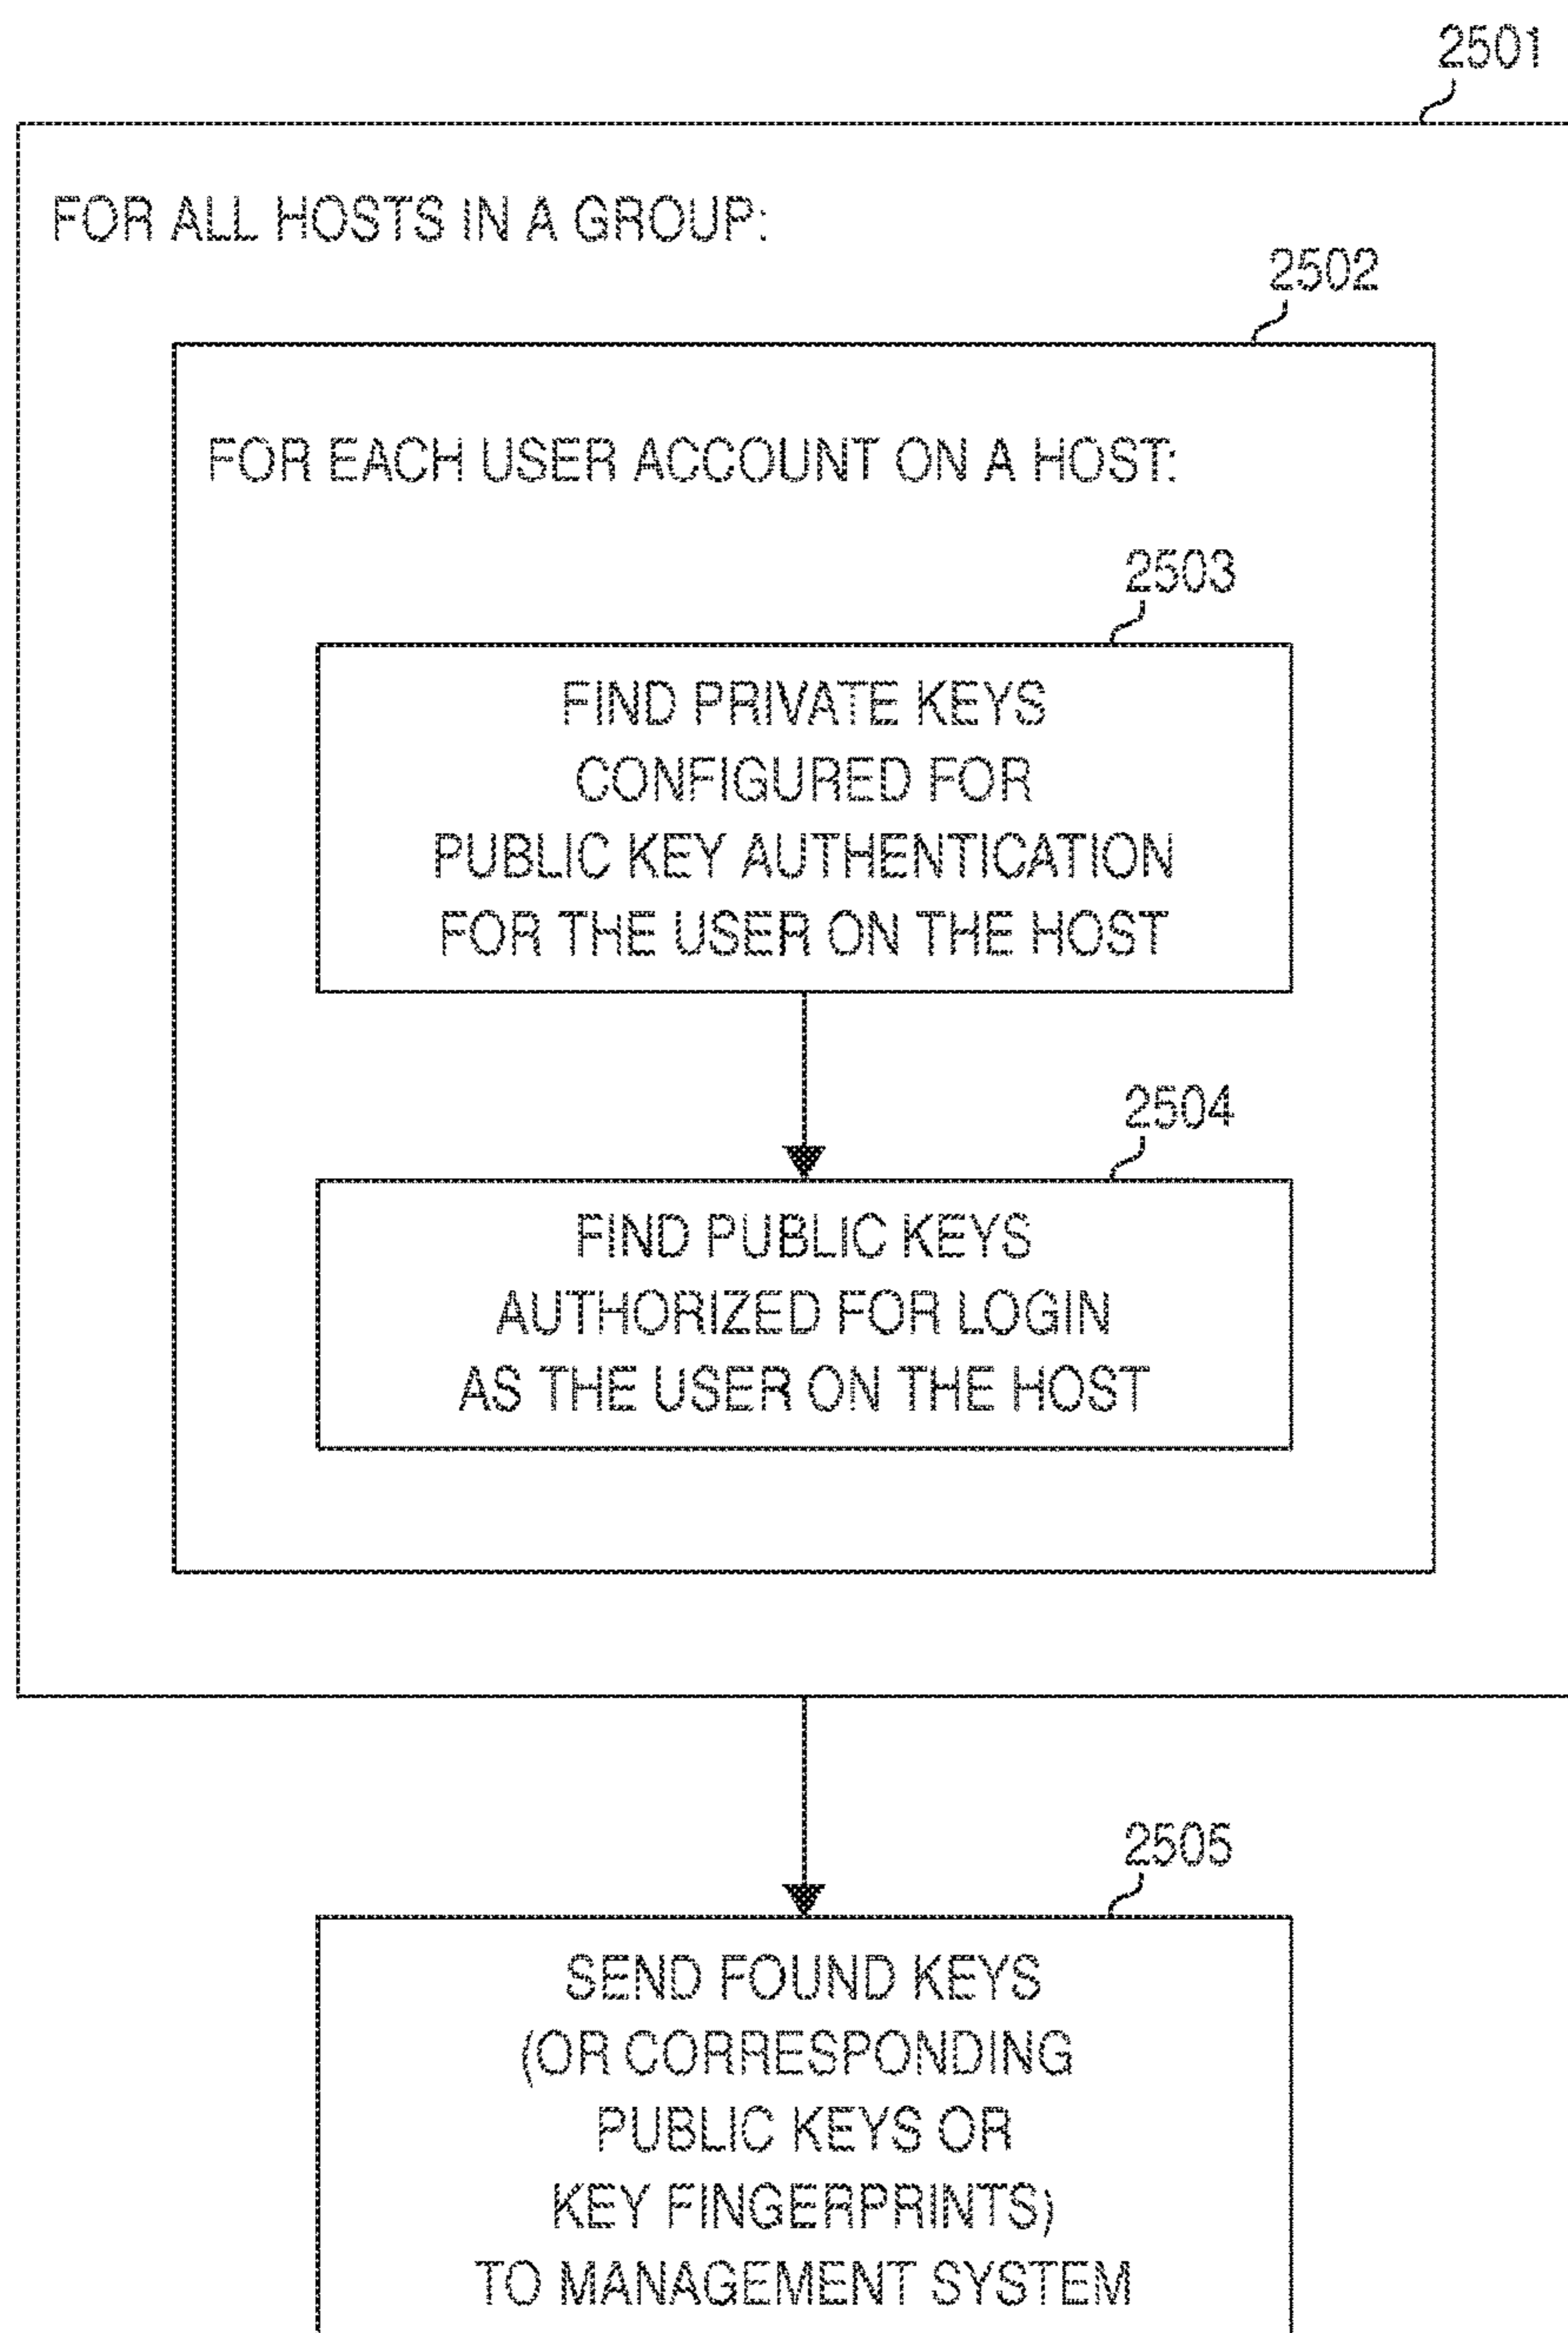 2501
FOR ALL HOSTS IN A GROUP:
2502
FOR EACH USER ACCOUNT ON A HOST:
2503
FIND PRIVATE KEYS
CONFIGURED FOR
PUBLIC KEY AUTHENTICATION
FOR THE USER ON THE HOST
2504
FIND PUBLIC KEYS
AUTHORIZED FOR LOGIN
AS THE USER ON THE HOST
2505
SEND FOUND KEYS
(OR CORRESPONDING
PUBLIC KEYS OR
KEY FINGERPRINTS)
TO MANAGEMENT SYSTEM